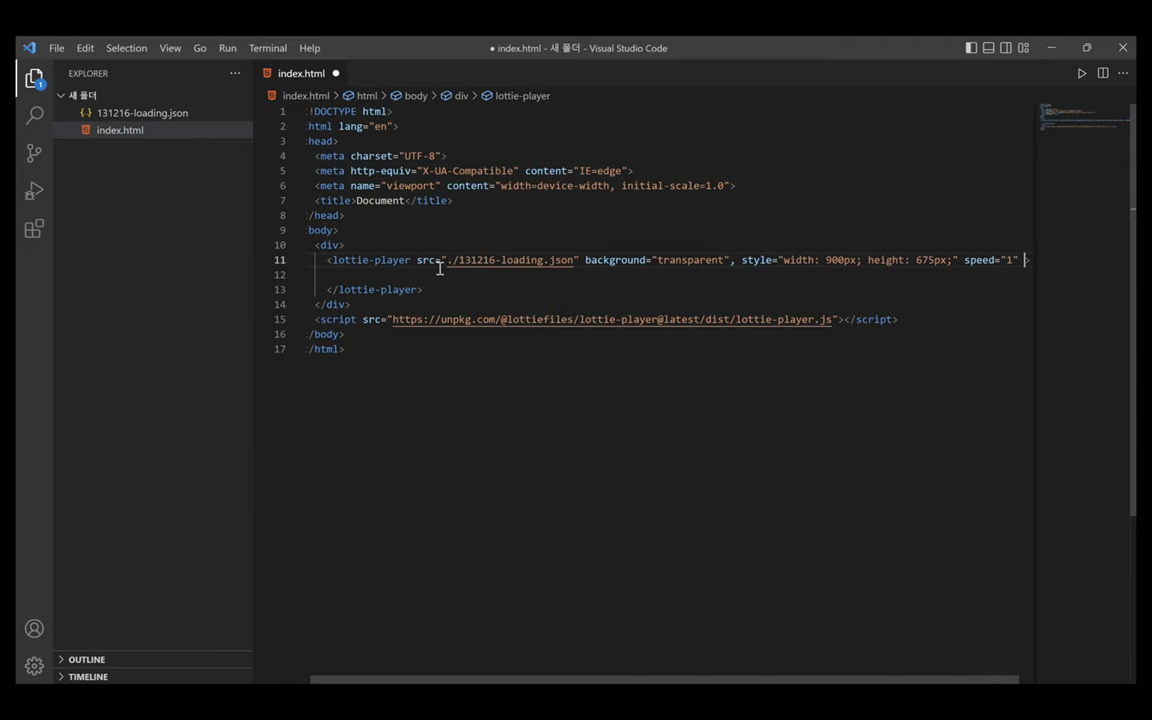 File Edit Selection View Go Run Terminal Help ● index.html - 새 폴더 - Visual Studio Code
EXPLORER ...
새 폴더
{..} 131216-loading.json
index.html
1
index.html ●
index.html > html > body > div > lottie-player
1 !DOCTYPE html>
2 html lang="en">
3 head>
4 <meta charset="UTF-8">
5 <meta http-equiv="X-UA-Compatible" content="IE=edge">
6 <meta name="viewport" content="width=device-width, initial-scale=1.0">
7 <title>Document</title>
8 /head>
9 body>
10 <div>
11 <lottie-player src="./131216-loading.json" background="transparent", style="width: 900px; height: 675px;" speed="1" >
12
13 </lottie-player>
14 </div>
15 <script src="https://unpkg.com/@lottiefiles/lottie-player@latest/dist/lottie-player.js"></script>
16 /body>
17 /html>
OUTLINE
TIMELINE